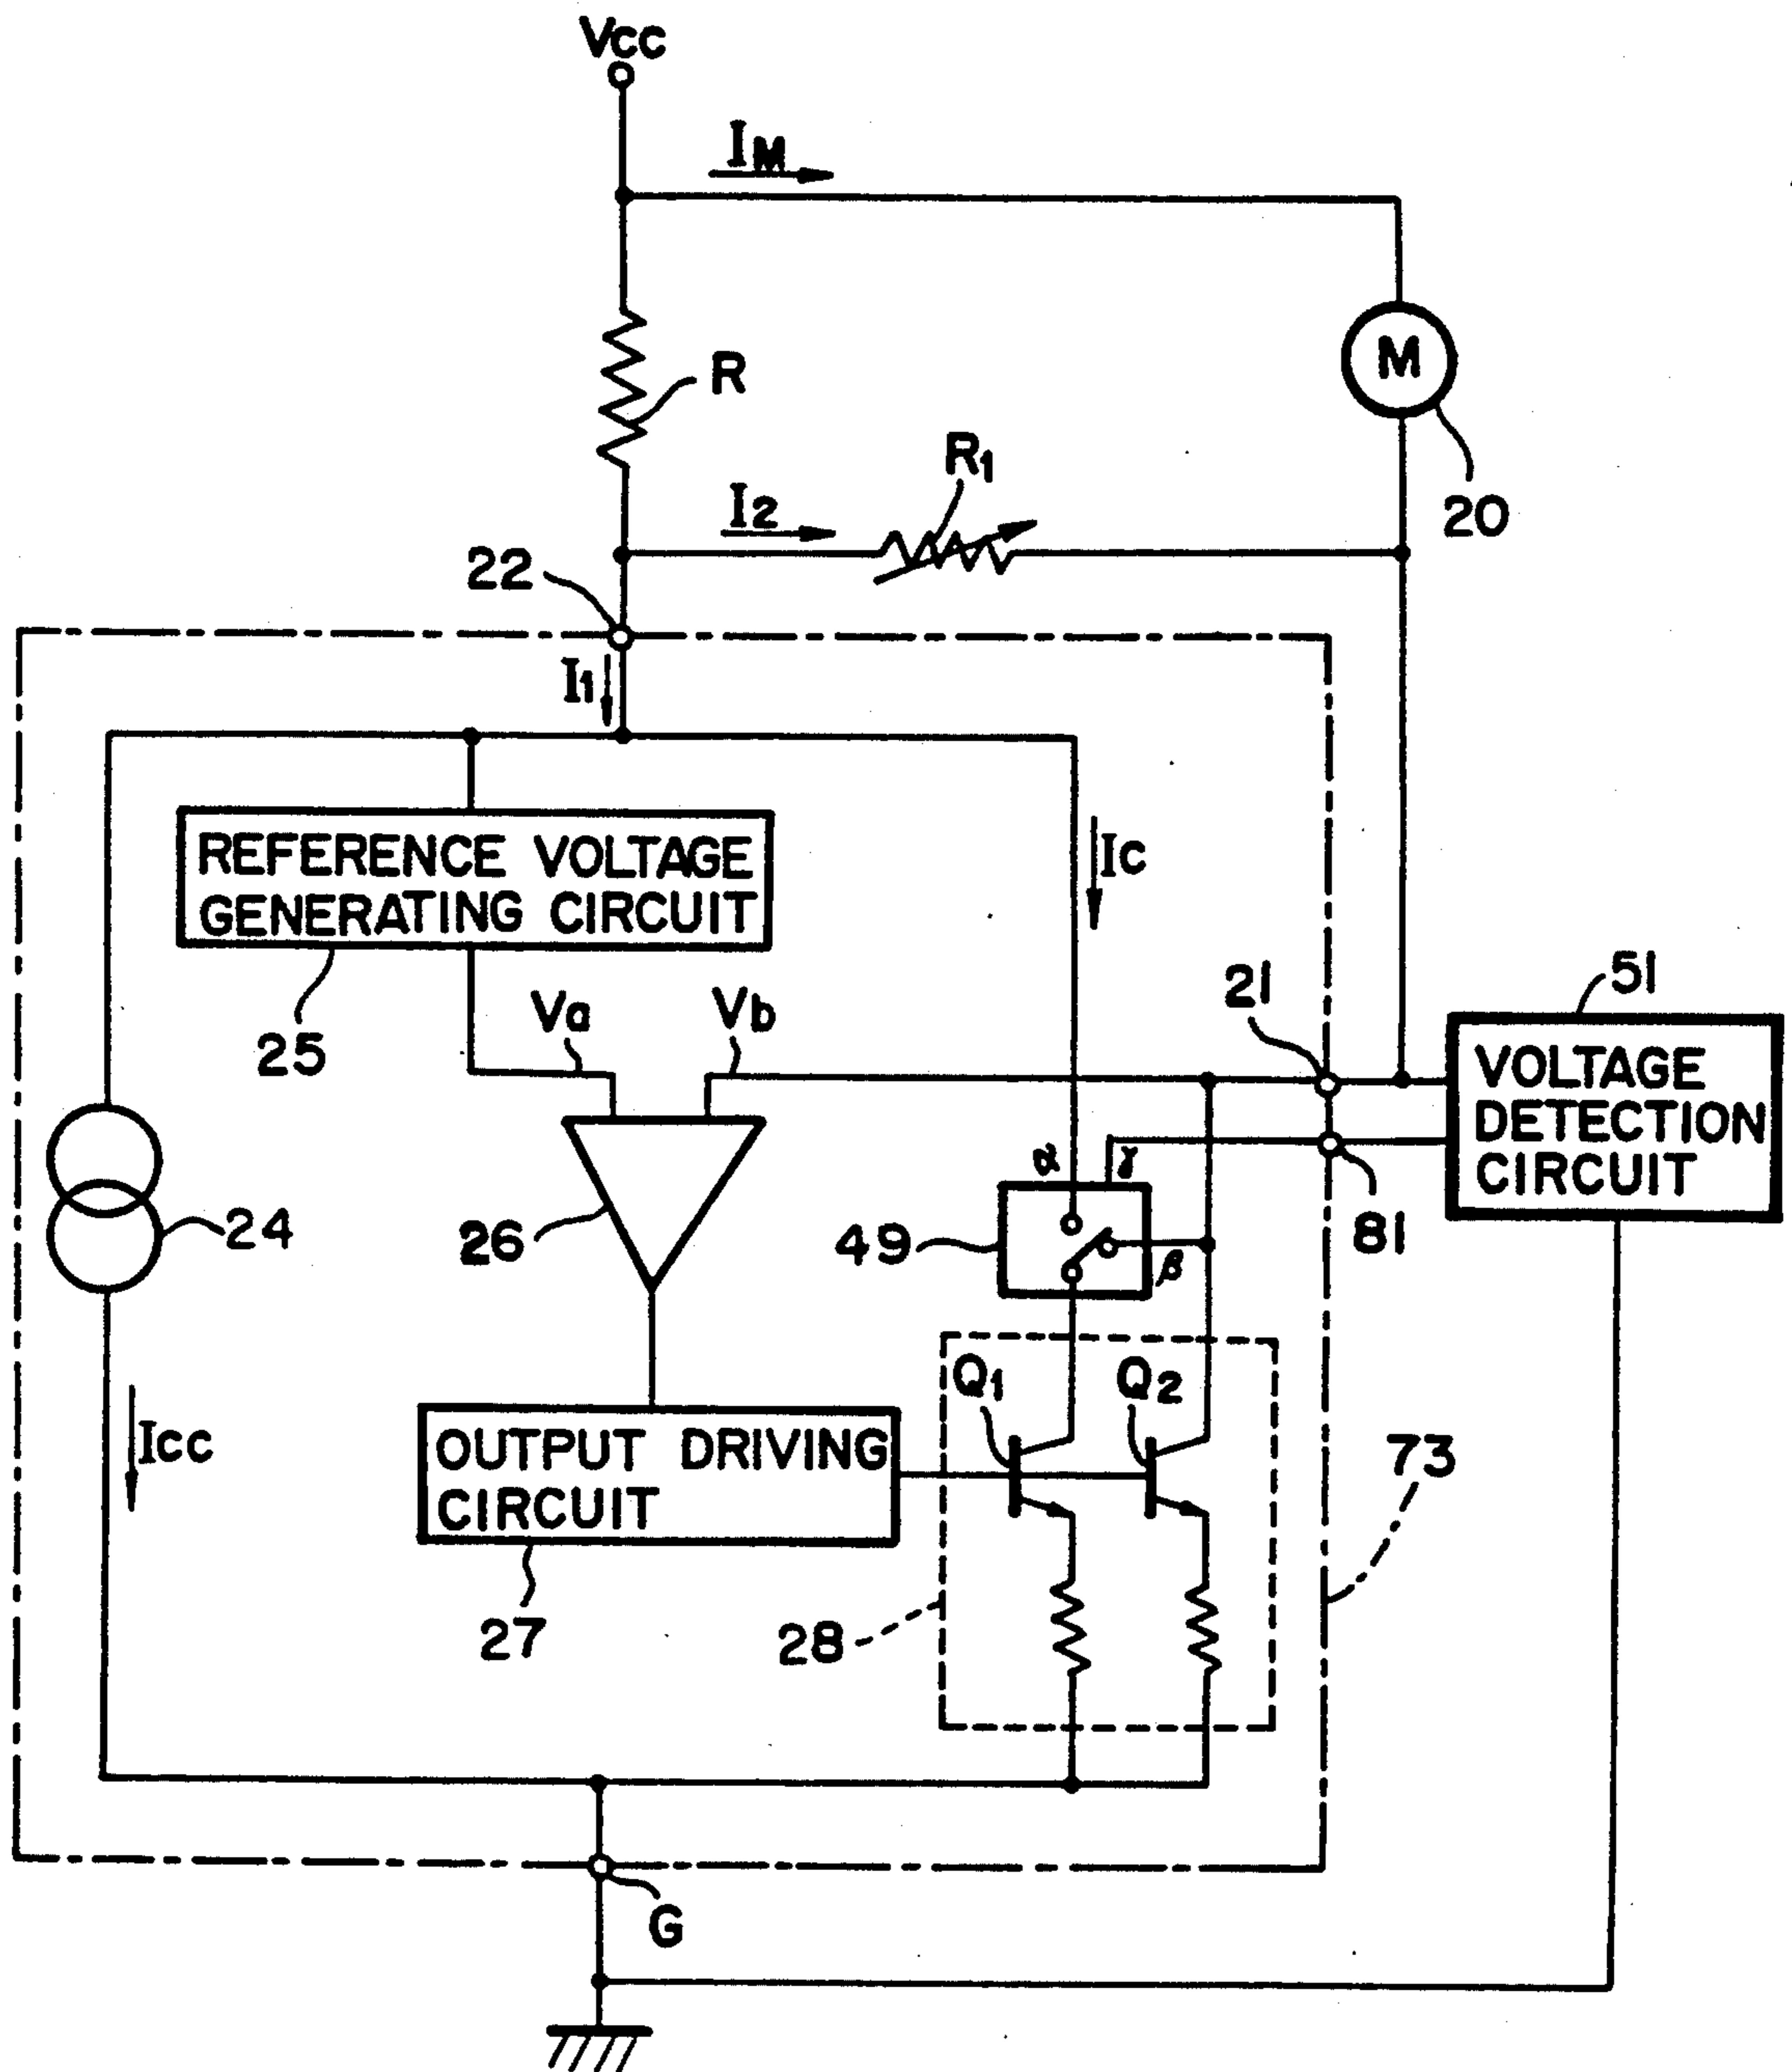 Vcc
IM
R
M
R1
I2
20
22
I1
REFERENCE VOLTAGE
GENERATING CIRCUIT
Ic
25
Va
Vb
21
51
VOLTAGE
DETECTION
CIRCUIT
α
γ
24
26
49
β
81
Icc
Q1
Q2
OUTPUT DRIVING
CIRCUIT
73
27
28
G